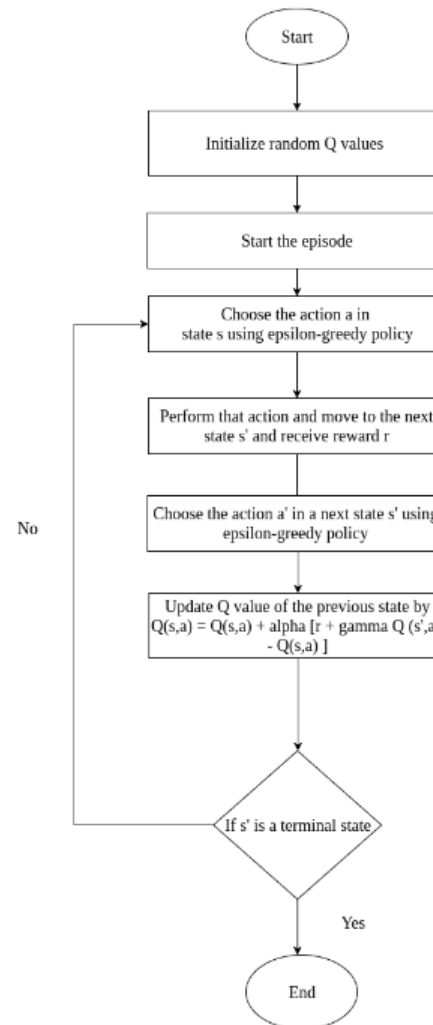 Start
Initialize random Q values
Start the episode
Choose the action a in
state s using epsilon-greedy policy
Perform that action and move to the next
state s' and receive reward r
Choose the action a' in a next state s' using
epsilon-greedy policy
No
Update Q value of the previous state by
Q(s,a) = Q(s,a) + alpha [r + gamma Q (s',a
- Q(s,a) ]
If s' is a terminal state
Yes
End